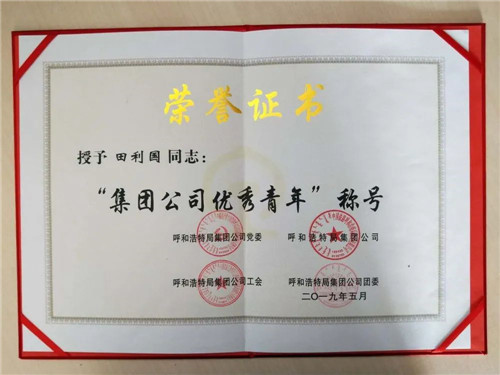 荣誉证书
授予 田利国 同志：
“集团公司优秀青年”称号
呼和浩特局集团公司党委 呼和浩特局集团公司
呼和浩特局集团公司工会 呼和浩特局集团公司团委
二〇一九年五月